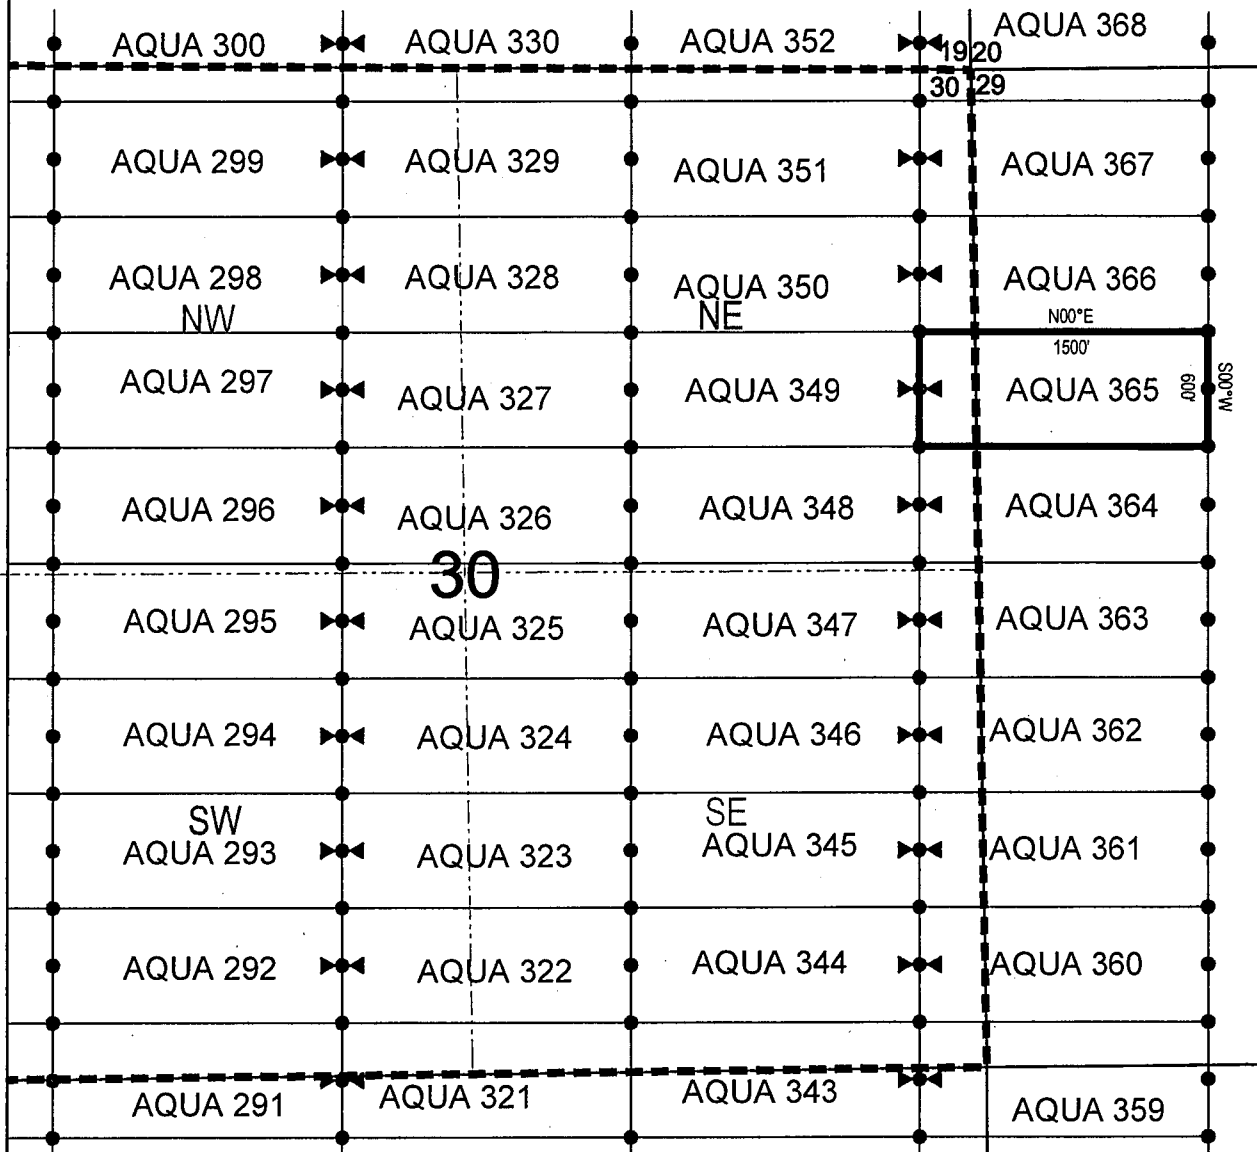 AQUA 300 AQUA 330 AQUA 352 AQUA 368
19 20
30 29
AQUA 299 AQUA 329 AQUA 351 AQUA 367
AQUA 298 AQUA 328 AQUA 350 AQUA 366
NW NE N00°E
1500'
AQUA 297 AQUA 327 AQUA 349 AQUA 365 600' S00°W
AQUA 296 AQUA 326 AQUA 348 AQUA 364
30
AQUA 295 AQUA 325 AQUA 347 AQUA 363
AQUA 294 AQUA 324 AQUA 346 AQUA 362
SW SE
AQUA 293 AQUA 323 AQUA 345 AQUA 361
AQUA 292 AQUA 322 AQUA 344 AQUA 360
AQUA 291 AQUA 321 AQUA 343 AQUA 359